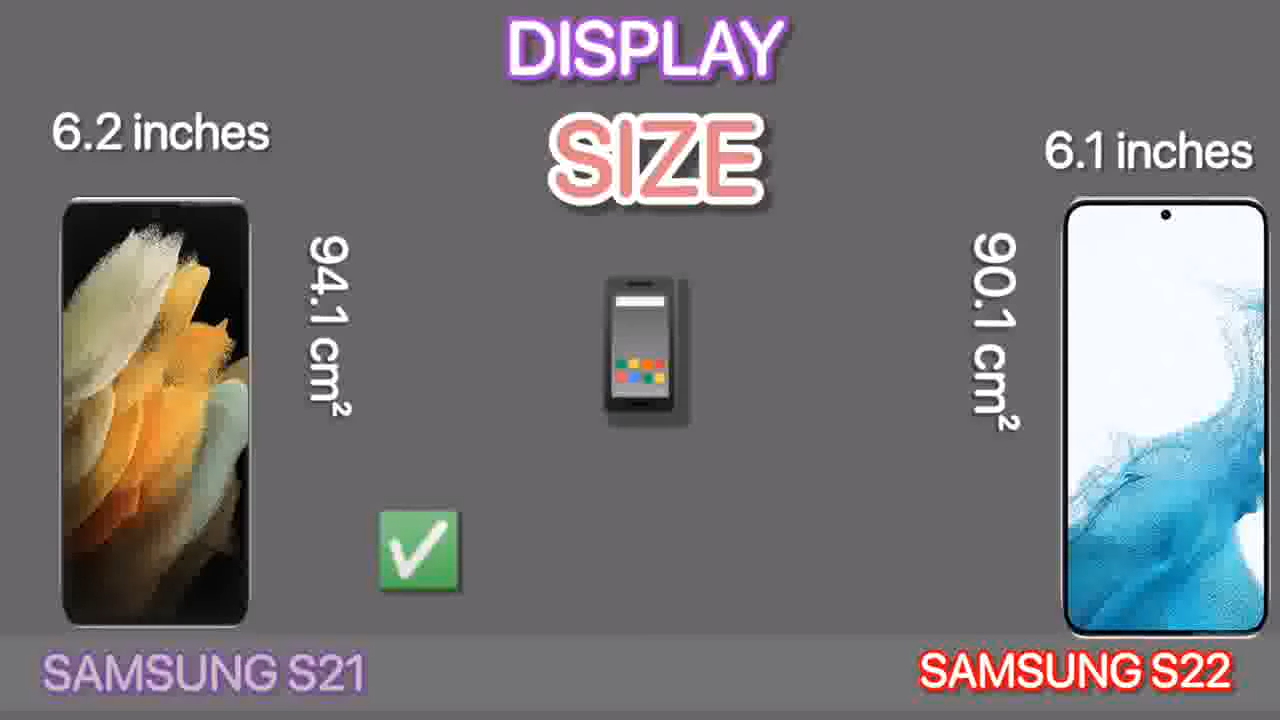 DISPLAY
SIZE
6.2 inches
6.1 inches
94.1 cm²
90.1 cm²
SAMSUNG S21
SAMSUNG S22